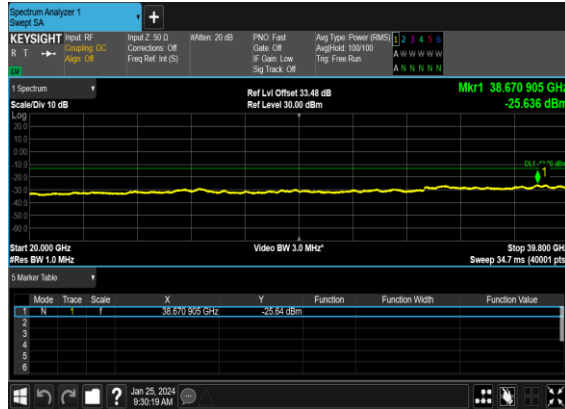 Spectrum Analyzer 1
Swept SA
+
KEYSIGHT Input: RF Input Z: 50 Ω #Atten: 20 dB PNO: Fast Avg Type: Power (RMS) 1 2 3 4 5 6
R T Coupling: DC Corrections: Off Gate: Off Avg|Hold: 100/100 A W W W W W
Align: Off Freq Ref: Int (S) IF Gain: Low Trig: Free Run
LXI Sig Track: Off A N N N N N
1 Spectrum Ref Lvl Offset 33.48 dB Mkr1 38.670 905 GHz
Scale/Div 10 dB Ref Level 30.00 dBm -25.636 dBm
Log
20.0
10.0
0.00
-10.0
DL1 -13.00 dBm
1
-20.0
-30.0
-40.0
-50.0
-60.0
Start 20.000 GHz Video BW 3.0 MHz* Stop 39.800 GHz
#Res BW 1.0 MHz Sweep 34.7 ms (40001 pts)
5 Marker Table
Mode Trace Scale X Y Function Function Width Function Value
1 N 1 f 38.670 905 GHz -25.64 dBm
2
3
4
5
6
? Jan 25, 2024
9:30:19 AM